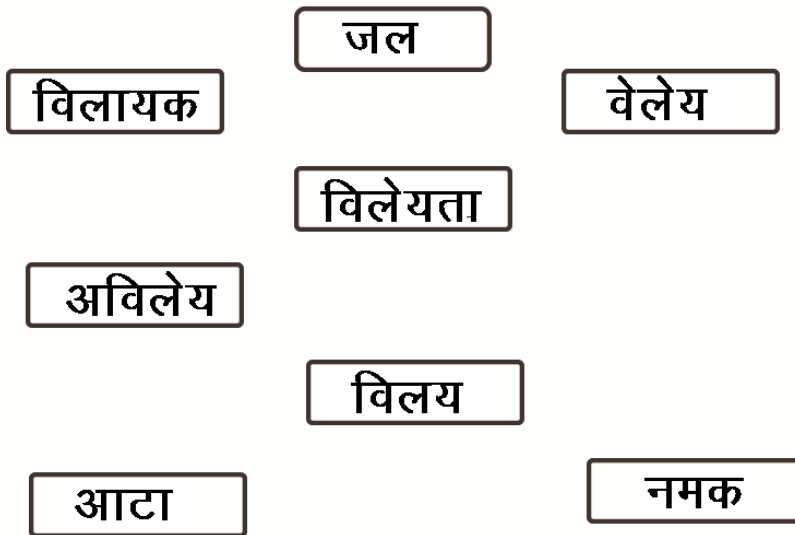 जल
विलायक
वेलेय
विलेयता
अविलेय
विलय
आटा
नमक